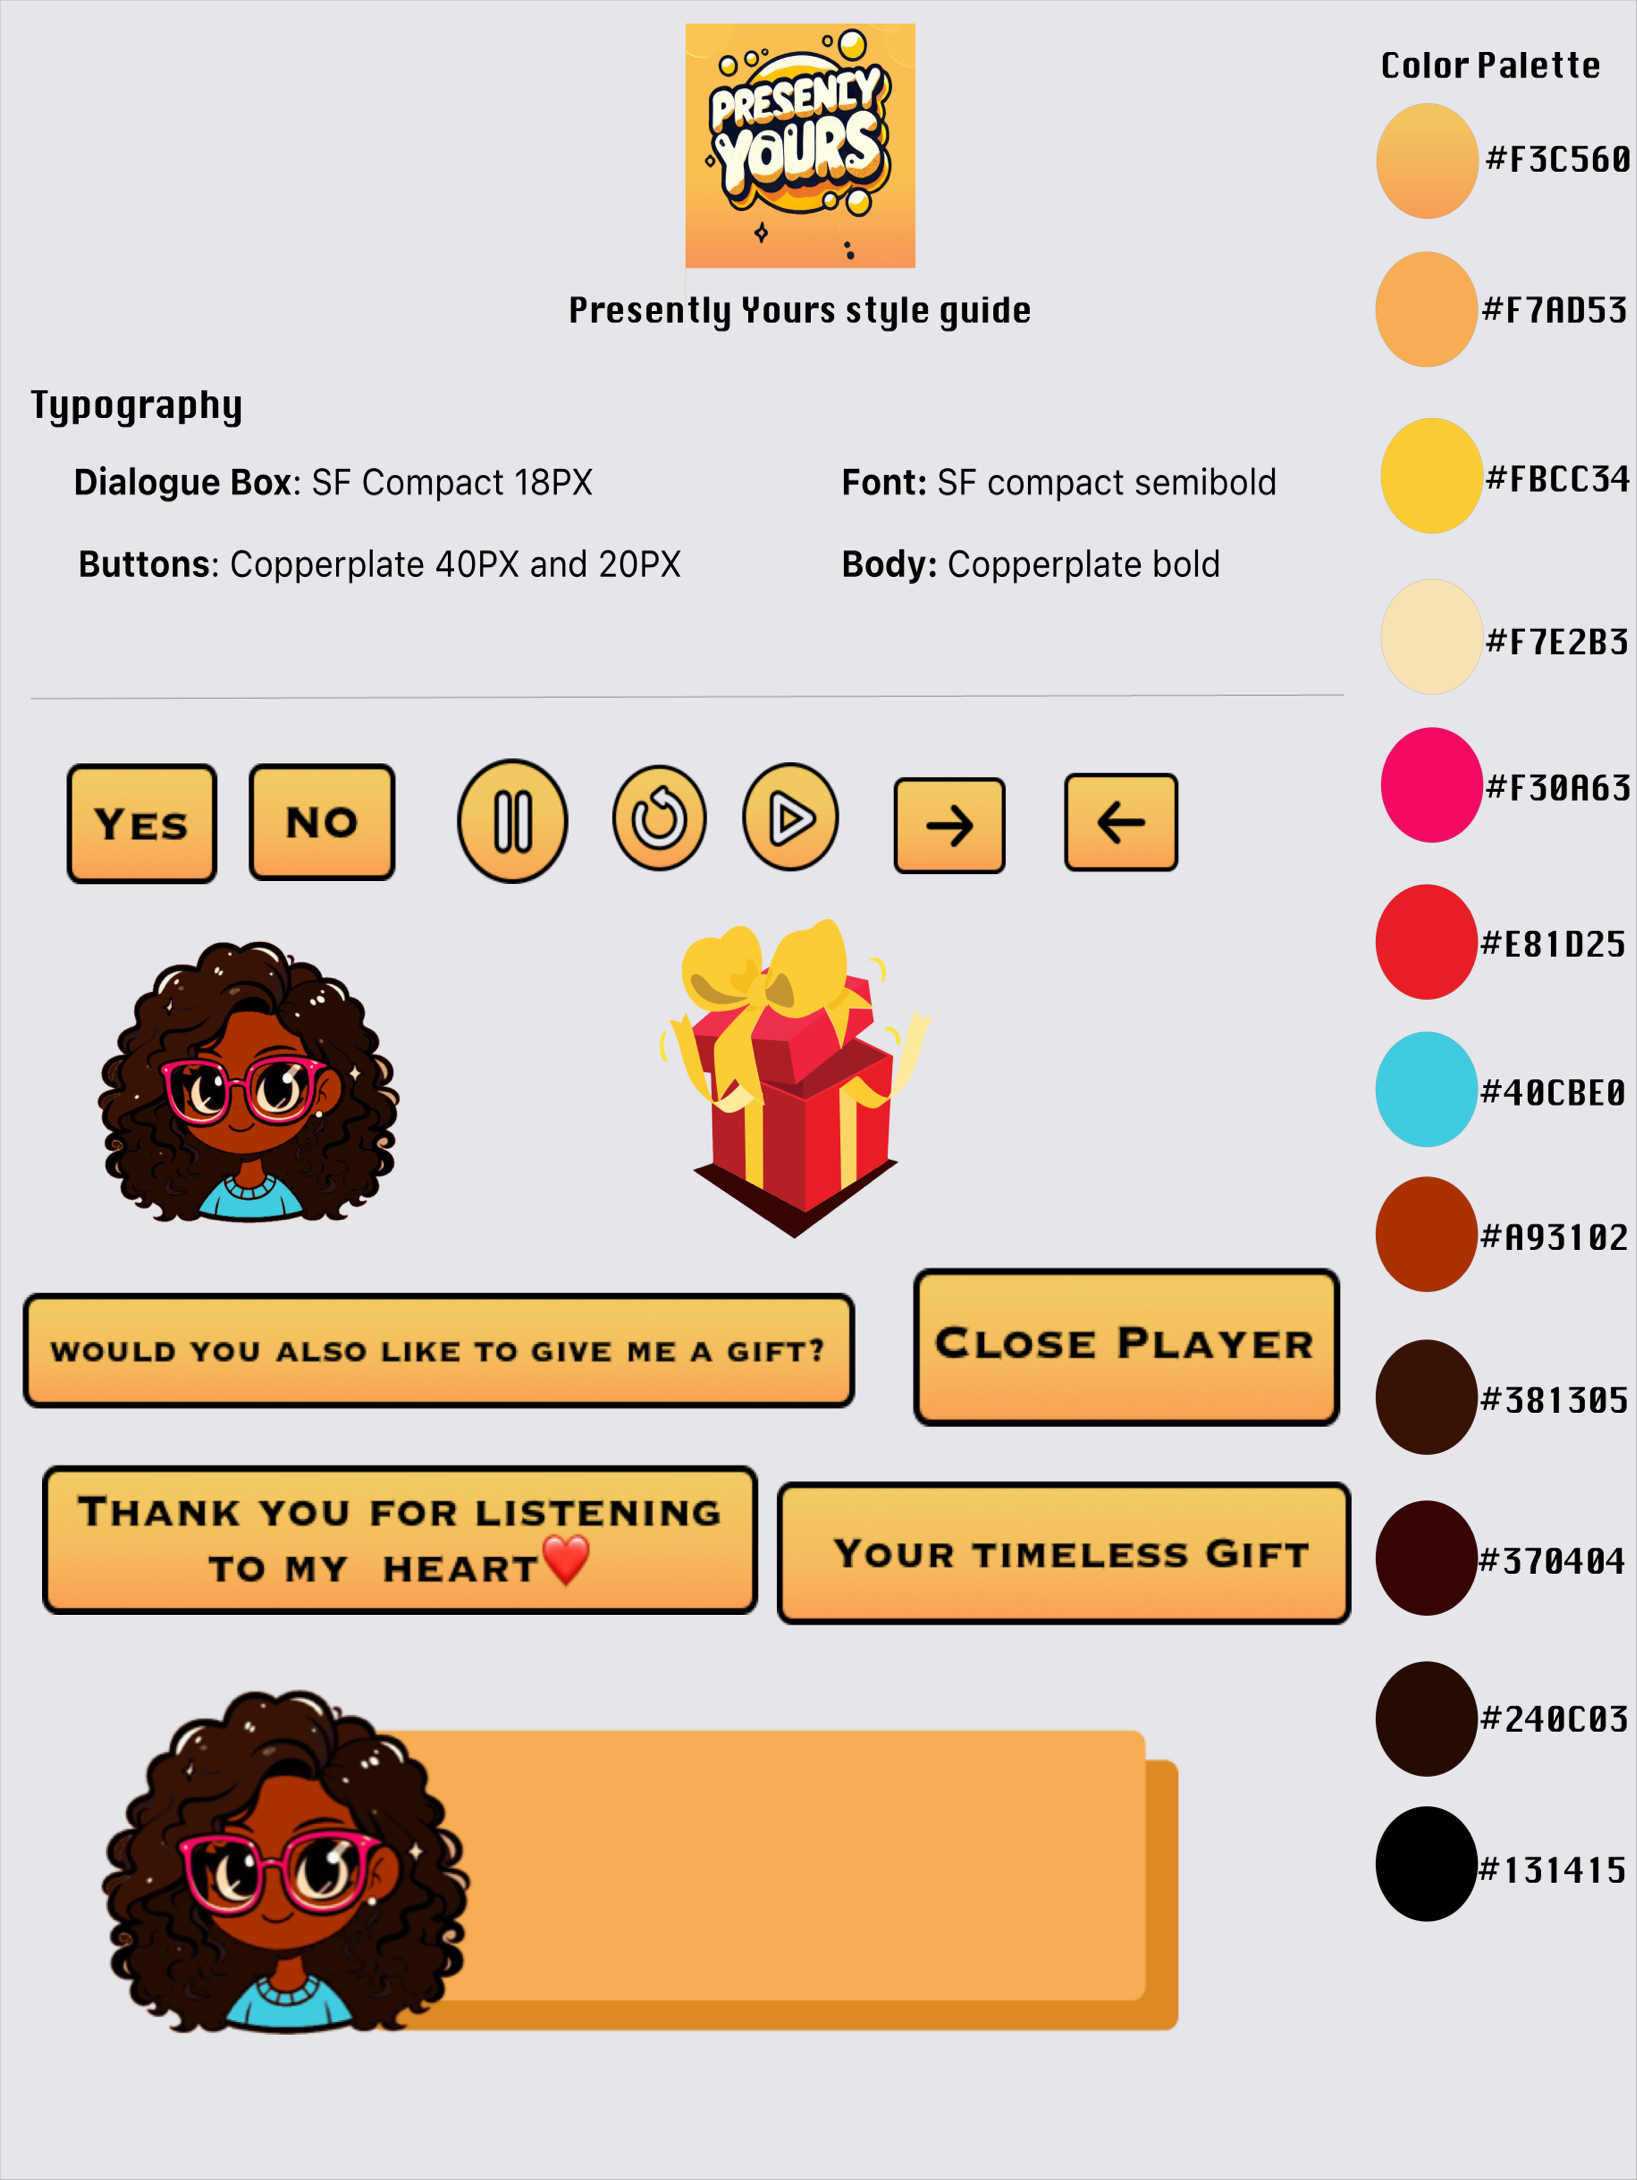 PRESENLY
YOURS
Presently Yours style guide
Color Palette
#F3C560
#F7AD53
#FBCC34
#F7E2B3
#F30A63
#E81D25
#40CBE0
#A93102
#381305
#370404
#240C03
#131415
Typography
Dialogue Box: SF Compact 18PX
Font: SF compact semibold
Buttons: Copperplate 40PX and 20PX
Body: Copperplate bold
YES
NO
WOULD YOU ALSO LIKE TO GIVE ME A GIFT?
CLOSE PLAYER
THANK YOU FOR LISTENING
TO MY HEART❤️
YOUR TIMELESS GIFT